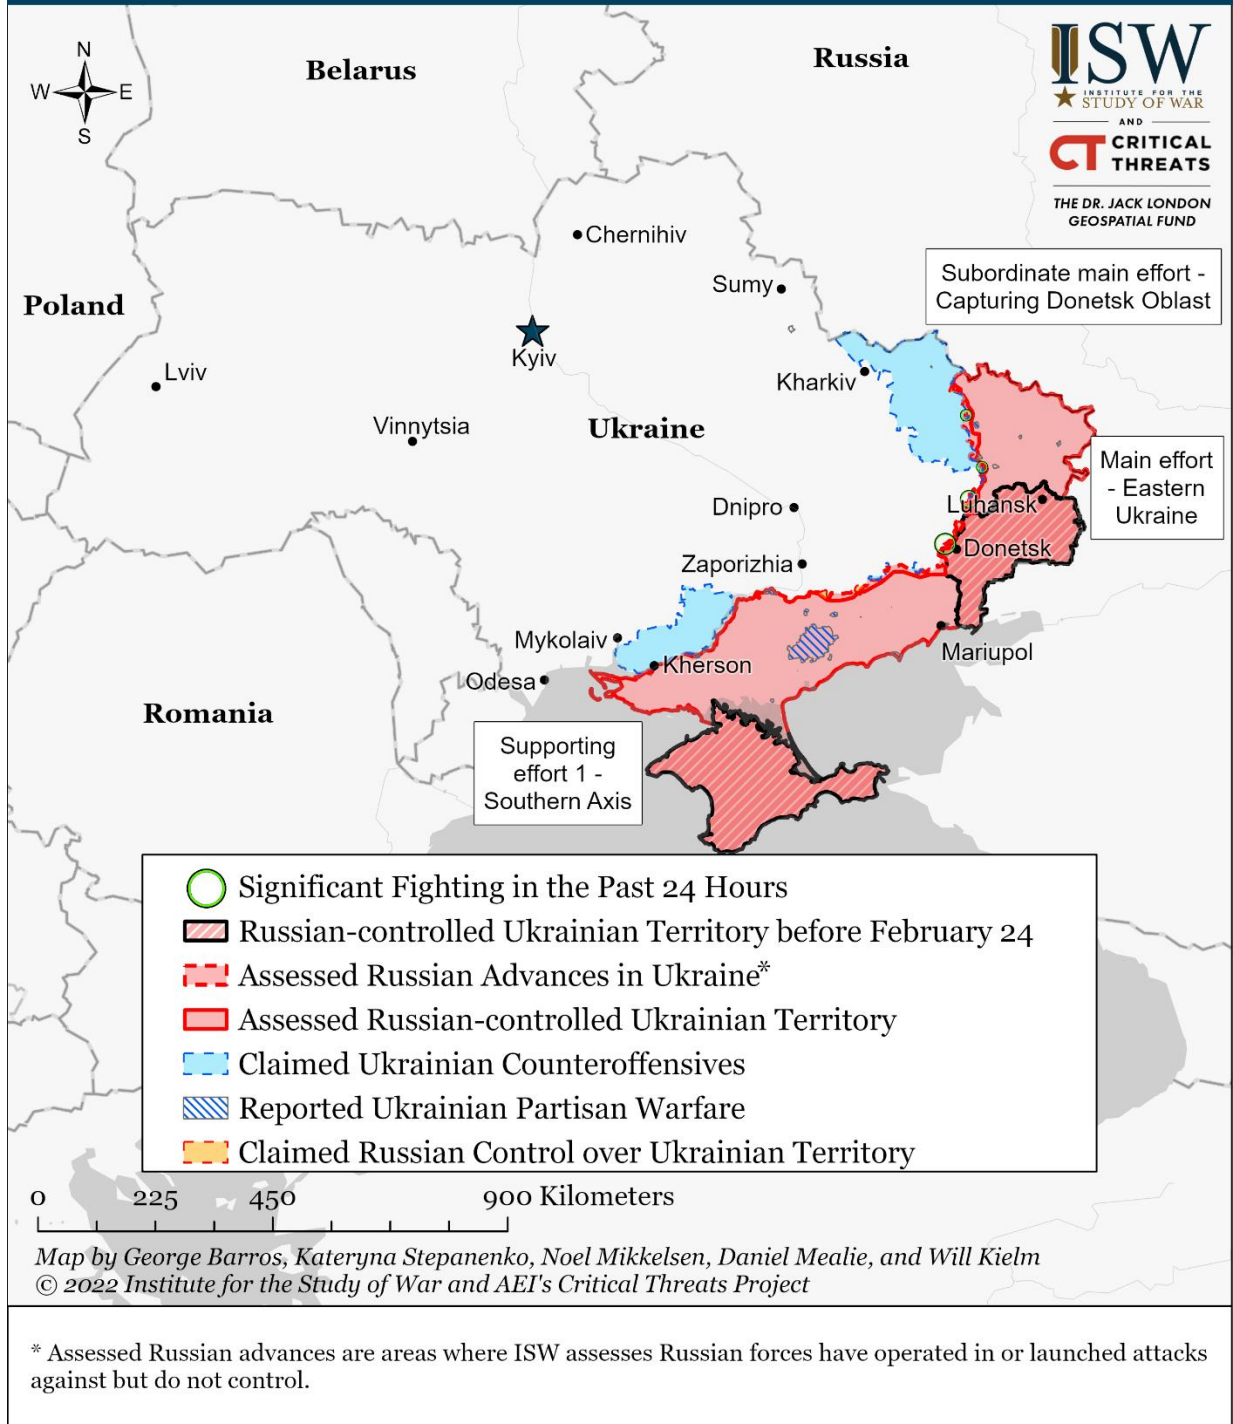 N
W
E
S
Belarus
Russia
ISW
INSTITUTE FOR THE
STUDY OF WAR
AND
CT CRITICAL
THREATS
THE DR. JACK LONDON
GEOSPATIAL FUND
Chernihiv
Sumy
Subordinate main effort -
Capturing Donetsk Oblast
Poland
Kyiv
Lviv
Kharkiv
Vinnytsia
Ukraine
Main effort
- Eastern
Ukraine
Dnipro
Luhansk
Donetsk
Zaporizhia
Mykolaiv
Kherson
Mariupol
Odesa
Romania
Supporting
effort 1 -
Southern Axis
Significant Fighting in the Past 24 Hours
Russian-controlled Ukrainian Territory before February 24
Assessed Russian Advances in Ukraine*
Assessed Russian-controlled Ukrainian Territory
Claimed Ukrainian Counteroffensives
Reported Ukrainian Partisan Warfare
Claimed Russian Control over Ukrainian Territory
0 225 450 900 Kilometers
Map by George Barros, Kateryna Stepanenko, Noel Mikkelsen, Daniel Mealie, and Will Kielm
© 2022 Institute for the Study of War and AEI's Critical Threats Project
* Assessed Russian advances are areas where ISW assesses Russian forces have operated in or launched attacks
against but do not control.